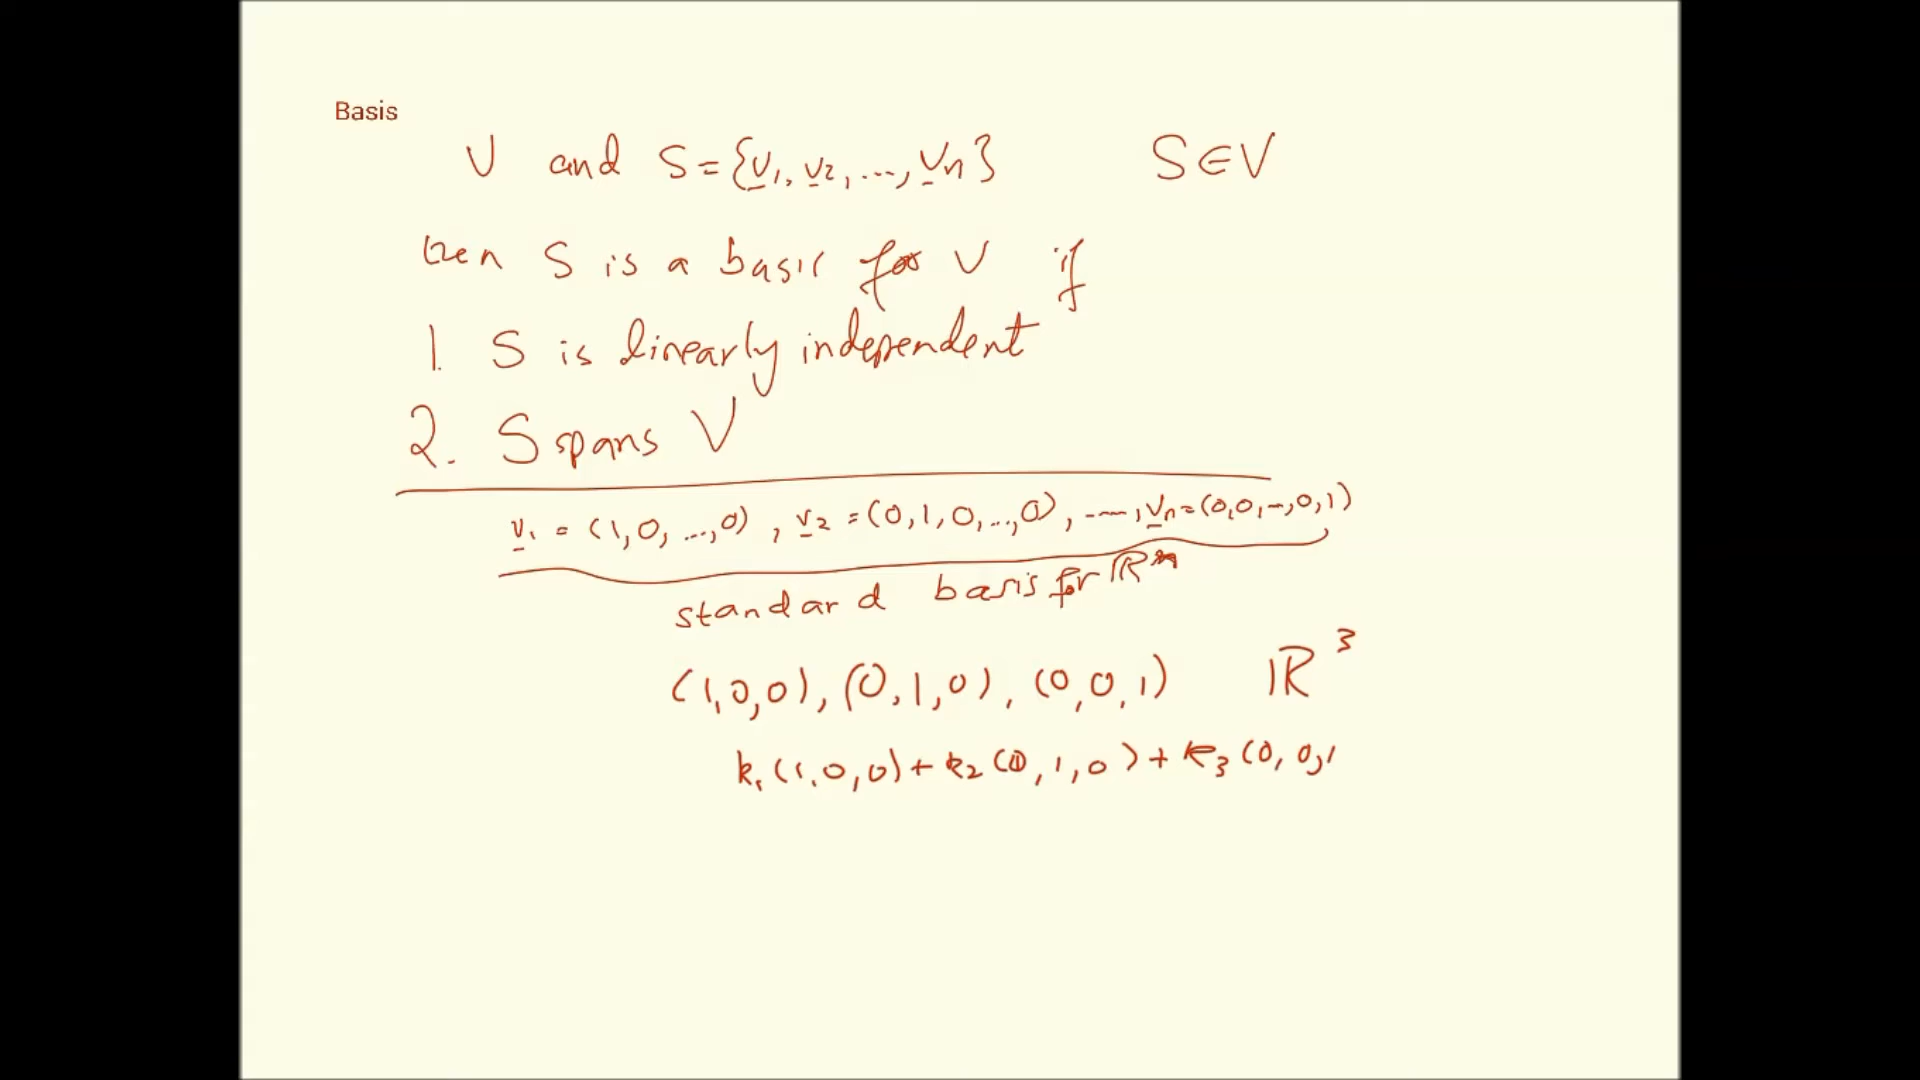 Basis
V and S = {v1, v2, ..., vn} S ∈ V
then S is a basis for V if
1. S is linearly independent
2. S spans V
v1 = (1,0, ...,0) , v2 = (0,1,0,...,0) , ---- , vn = (0,0,-,0,1)
standard basis for ℝⁿ
(1,0,0), (0,1,0), (0,0,1) ℝ³
k1(1,0,0) + k2(0,1,0) + k3(0,0,1